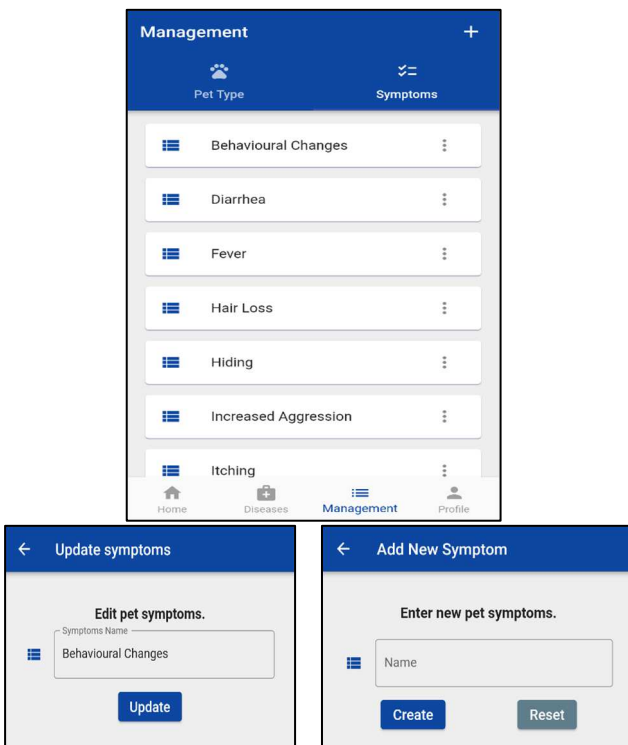 Management +
Pet Type Symptoms
Behavioural Changes
Diarrhea
Fever
Hair Loss
Hiding
Increased Aggression
Itching
Home Diseases Management Profile
Update symptoms
Edit pet symptoms.
Symptoms Name
Behavioural Changes
Update
Add New Symptom
Enter new pet symptoms.
Name
Create Reset